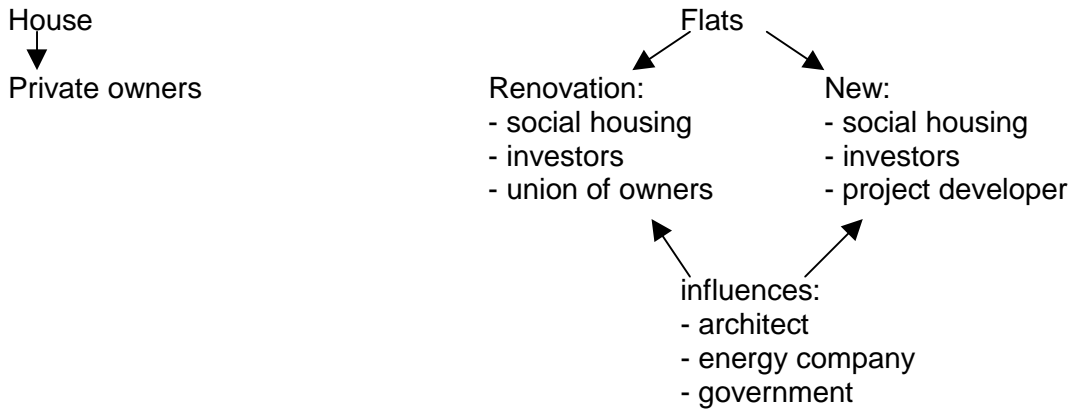 House
Private owners
Flats
Renovation:
- social housing
- investors
- union of owners
New:
- social housing
- investors
- project developer
influences:
- architect
- energy company
- government